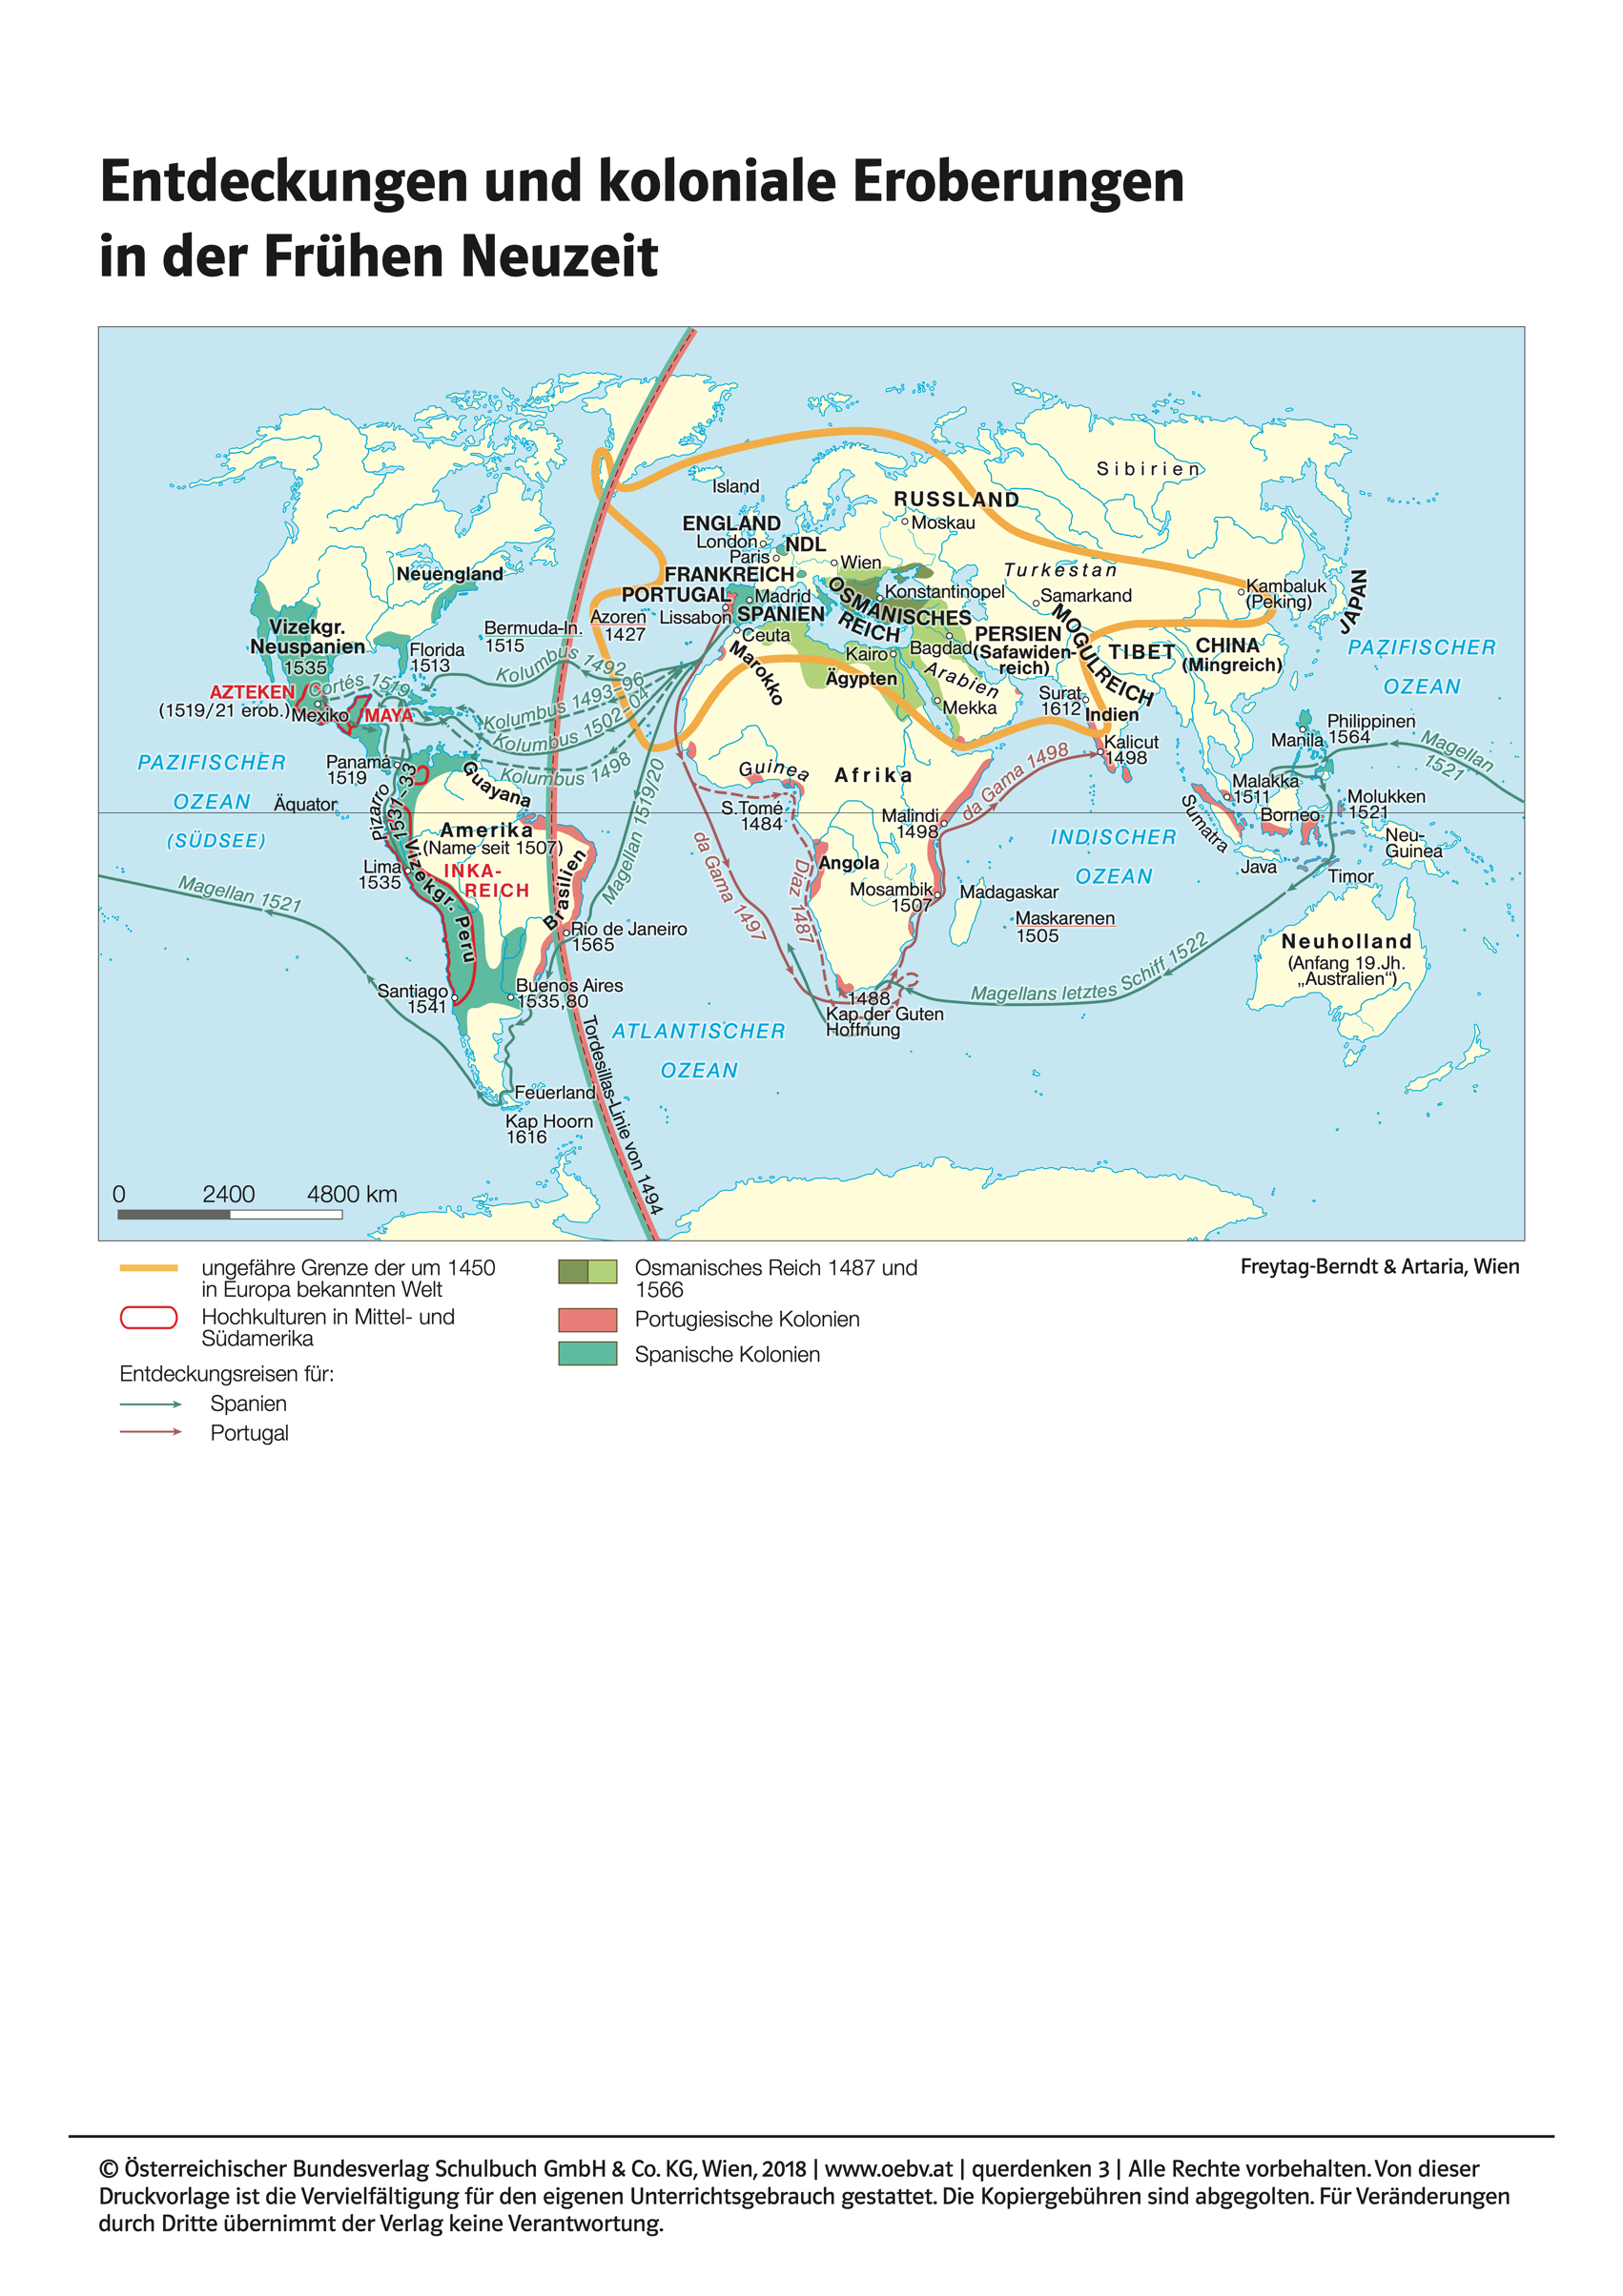 Entdeckungen und koloniale Eroberungen
in der Frühen Neuzeit
Sibirien
Island
RUSSLAND
Moskau
ENGLAND
London
NDL
Paris
Wien
FRANKREICH
Turkestan
Neuengland
PORTUGAL
Madrid
OSMANISCHES
REICH
Konstantinopel
Samarkand
Kambaluk
(Peking)
JAPAN
Lissabon
SPANIEN
Azoren
1427
Bermuda-In.
1515
Vizekgr.
Neuspanien
1535
Ceuta
PERSIEN
(Safawiden-
reich)
MOGULREICH
TIBET
CHINA
(Mingreich)
PAZIFISCHER
OZEAN
Florida
1513
Kairo
Bagdad
Marokko
Ägypten
Arabien
Kolumbus 1492
Kolumbus 1493, 96
Kolumbus 1502, 04
Kolumbus 1498
AZTEKEN
(1519/21 erob.)
Cortés 1519
Mexiko
MAYA
Mekka
Surat
1612
Indien
Kalicut
1498
Philippinen
1564
Manila
Magellan
1521
PAZIFISCHER
OZEAN
(SÜDSEE)
Panamá
1519
Guayana
Guinea
Afrika
da Gama 1498
Malakka
1511
Äquator
Pizarro
1531–33
Magellan 1519/20
S.Tomé
1484
Malindi
1498
Sumatra
Borneo
Molukken
1521
Neu-
Guinea
Amerika
(Name seit 1507)
INDISCHER
OZEAN
Lima
1535
INKA-
REICH
Vizekgr. Peru
Brasilien
da Gama 1497
Diaz 1487
Angola
Mosambik
1507
Madagaskar
Java
Timor
Magellan 1521
Maskarenen
1505
Rio de Janeiro
1565
Neuholland
(Anfang 19.Jh.
„Australien“)
Magellans letztes Schiff 1522
Santiago
1541
Buenos Aires
1535,80
1488
Kap der Guten
Hoffnung
ATLANTISCHER
OZEAN
Tordesillas-Linie von 1494
Feuerland
Kap Hoorn
1616
0 2400 4800 km
ungefähre Grenze der um 1450
in Europa bekannten Welt
Hochkulturen in Mittel- und
Südamerika
Entdeckungsreisen für:
Spanien
Portugal
Osmanisches Reich 1487 und
1566
Portugiesische Kolonien
Spanische Kolonien
Freytag-Berndt & Artaria, Wien
© Österreichischer Bundesverlag Schulbuch GmbH & Co. KG, Wien, 2018 | www.oebv.at | querdenken 3 | Alle Rechte vorbehalten. Von dieser
Druckvorlage ist die Vervielfältigung für den eigenen Unterrichtsgebrauch gestattet. Die Kopiergebühren sind abgegolten. Für Veränderungen
durch Dritte übernimmt der Verlag keine Verantwortung.